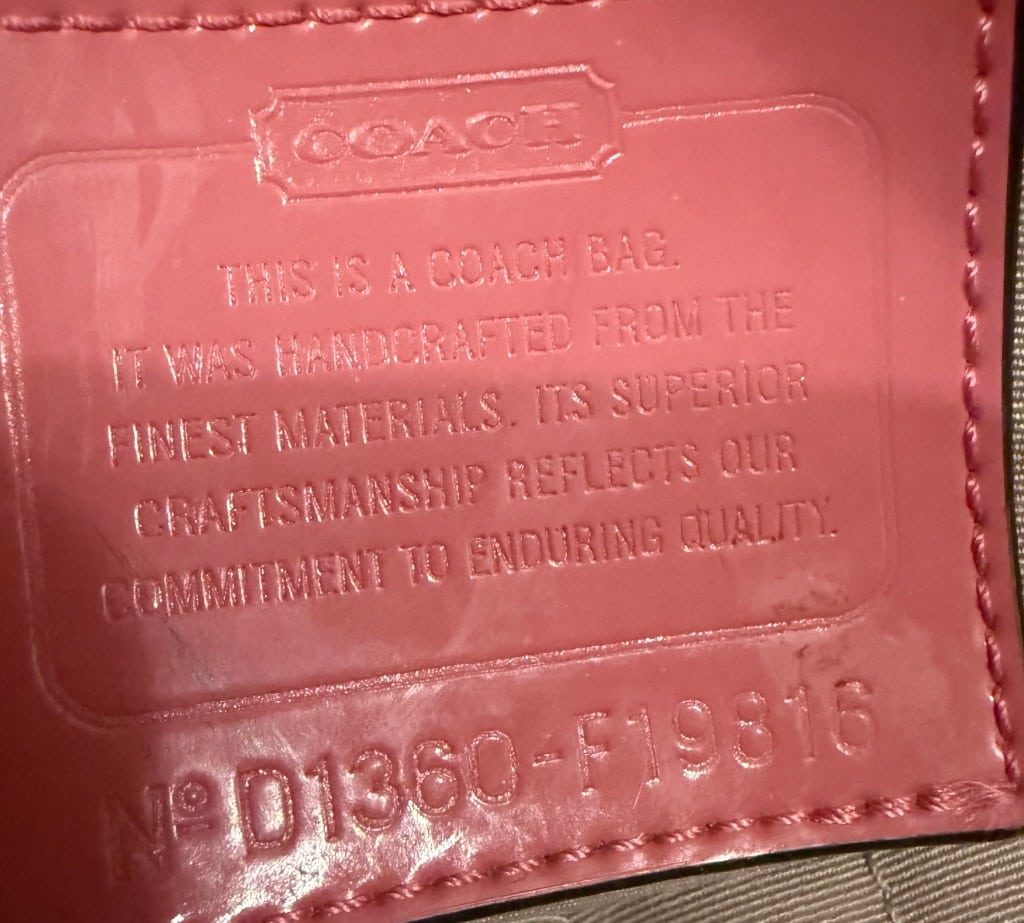 COACH
THIS IS A COACH BAG.
IT WAS HANDCRAFTED FROM THE
FINEST MATERIALS. ITS SUPERIOR
CRAFTSMANSHIP REFLECTS OUR
COMMITMENT TO ENDURING QUALITY.
Nº D1360-F19816